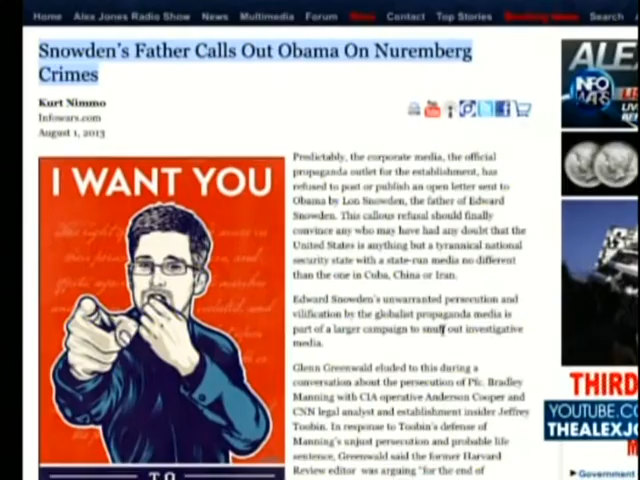 Home Alex Jones Radio Show News Multimedia Forum Contact Top Stories Breaking News Search
Snowden's Father Calls Out Obama On Nuremberg
Crimes
Kurt Nimmo
Infowars.com
August 1, 2013
I WANT YOU
TO
Predictably, the corporate media, the official
propaganda outlet for the establishment, has
refused to post or publish an open letter sent to
Obama by Lon Snowden, the father of Edward
Snowden. This callous refusal should finally
convince any who may have had any doubt that the
United States is anything but a tyrannical national
security state with a state-run media no different
than the one in Cuba, China or Iran.
Edward Snowden's unwarranted persecution and
vilification by the globalist propaganda media is
part of a larger campaign to snuff out investigative
media.
Glenn Greenwald eluded to this during a
conversation about the persecution of Pfc. Bradley
Manning with CIA operative Anderson Cooper and
CNN legal analyst and establishment insider Jeffrey
Toobin. In response to Toobin's defense of
Manning's unjust persecution and probable life
sentence, Greenwald said the former Harvard
Review editor was arguing "for the end of
ALE
INFO
WARS
LIV
THIRD
YOUTUBE.CO
THEALEXJO
Government